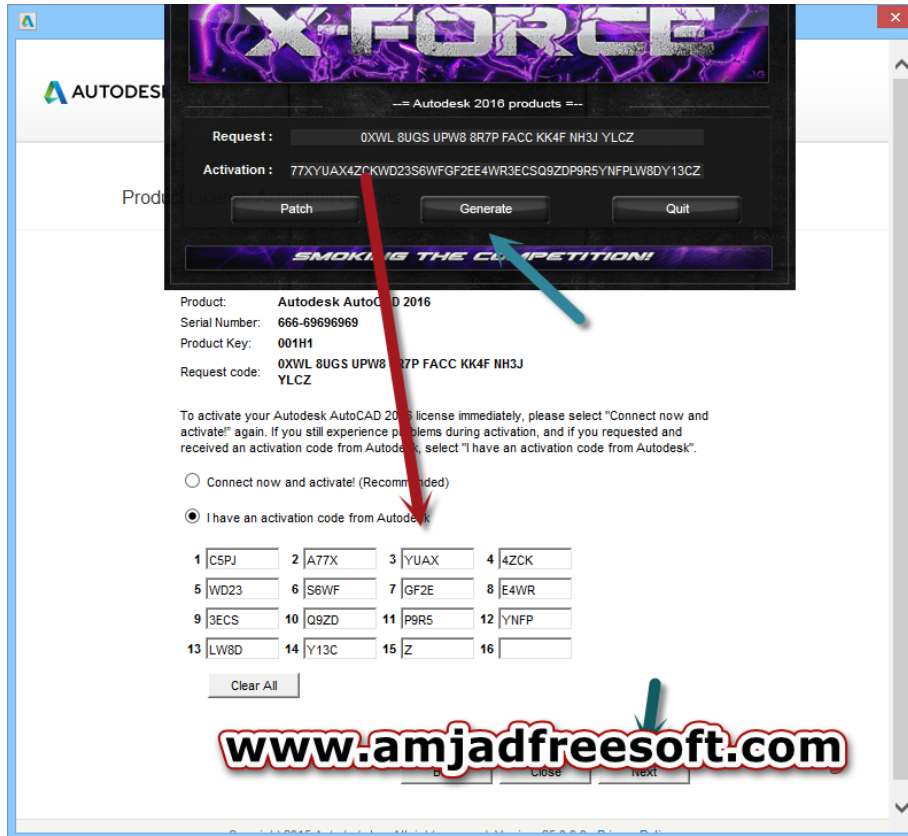 X-FORCE
AUTODES
--= Autodesk 2016 products =--
Request : 0XWL 8UGS UPW8 8R7P FACC KK4F NH3J YLCZ
Activation : 77XYUAX4ZCKWD23S6WFGF2EE4WR3ECSQ9ZDP9R5YNFPLW8DY13CZ
Patch Generate Quit
SMOKING THE COMPETITION!
Product: Autodesk AutoCAD 2016
Serial Number: 666-69696969
Product Key: 001H1
Request code: 0XWL 8UGS UPW8 8R7P FACC KK4F NH3J
YLCZ
To activate your Autodesk AutoCAD 2016 license immediately, please select "Connect now and
activate!" again. If you still experience problems during activation, and if you requested and
received an activation code from Autodesk, select "I have an activation code from Autodesk".
Connect now and activate! (Recommended)
I have an activation code from Autodesk
1 C5PJ 2 A77X 3 YUAX 4 4ZCK
5 WD23 6 S6WF 7 GF2E 8 E4WR
9 3ECS 10 Q9ZD 11 P9R5 12 YNFP
13 LW8D 14 Y13C 15 Z 16
Clear All
www.amjadfreesoft.com
Close Next